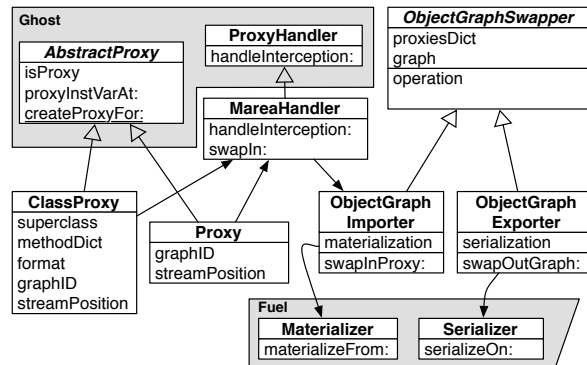 Ghost
AbstractProxy
isProxy
proxyInstVarAt:
createProxyFor:
ProxyHandler
handleInterception:
ObjectGraphSwapper
proxiesDict
graph
operation
MareaHandler
handleInterception:
swapIn:
ClassProxy
superclass
methodDict
format
graphID
streamPosition
Proxy
graphID
streamPosition
ObjectGraph
Importer
materialization
swapInProxy:
ObjectGraph
Exporter
serialization
swapOutGraph:
Fuel
Materializer
materializeFrom:
Serializer
serializeOn: